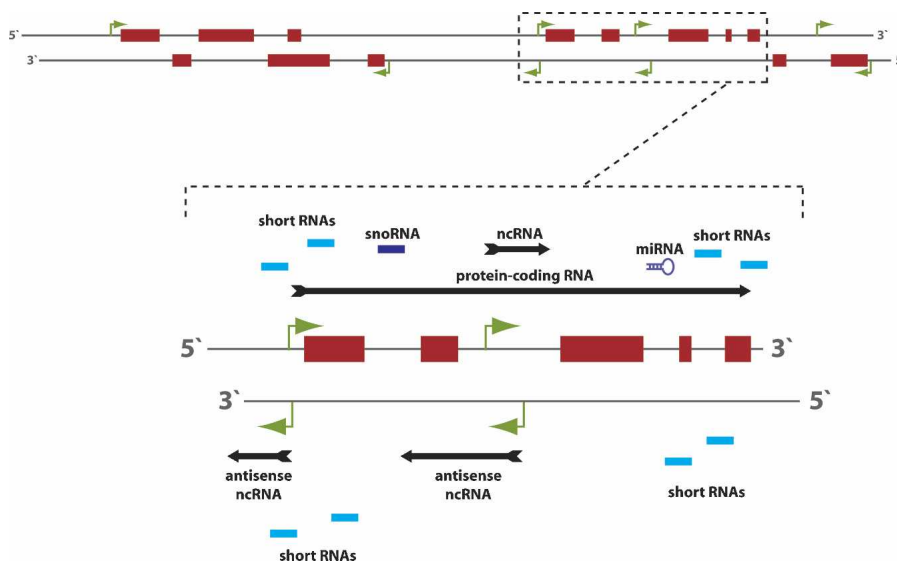 5` 3`
3` 5`
short RNAs
snoRNA
ncRNA
miRNA
short RNAs
protein-coding RNA
5` 3`
3` 5`
antisense
ncRNA
antisense
ncRNA
short RNAs
short RNAs